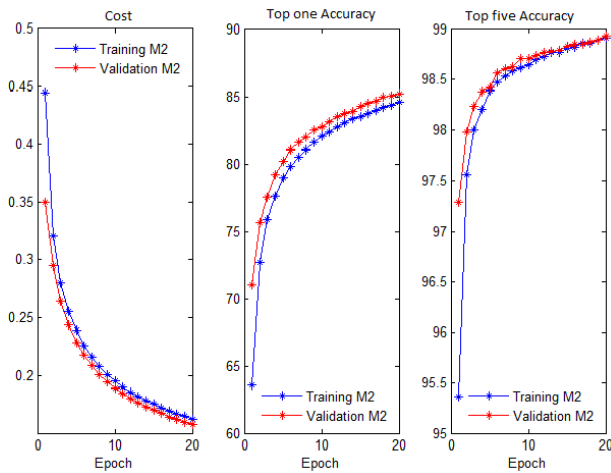 Cost
Training M2
Validation M2
0.5
0.45
0.4
0.35
0.3
0.25
0.2
0
10
20
Epoch
Top one Accuracy
90
85
80
75
70
65
60
Training M2
Validation M2
0
10
20
Epoch
Top five Accuracy
99
98.5
98
97.5
97
96.5
96
95.5
95
Training M2
Validation M2
0
10
20
Epoch